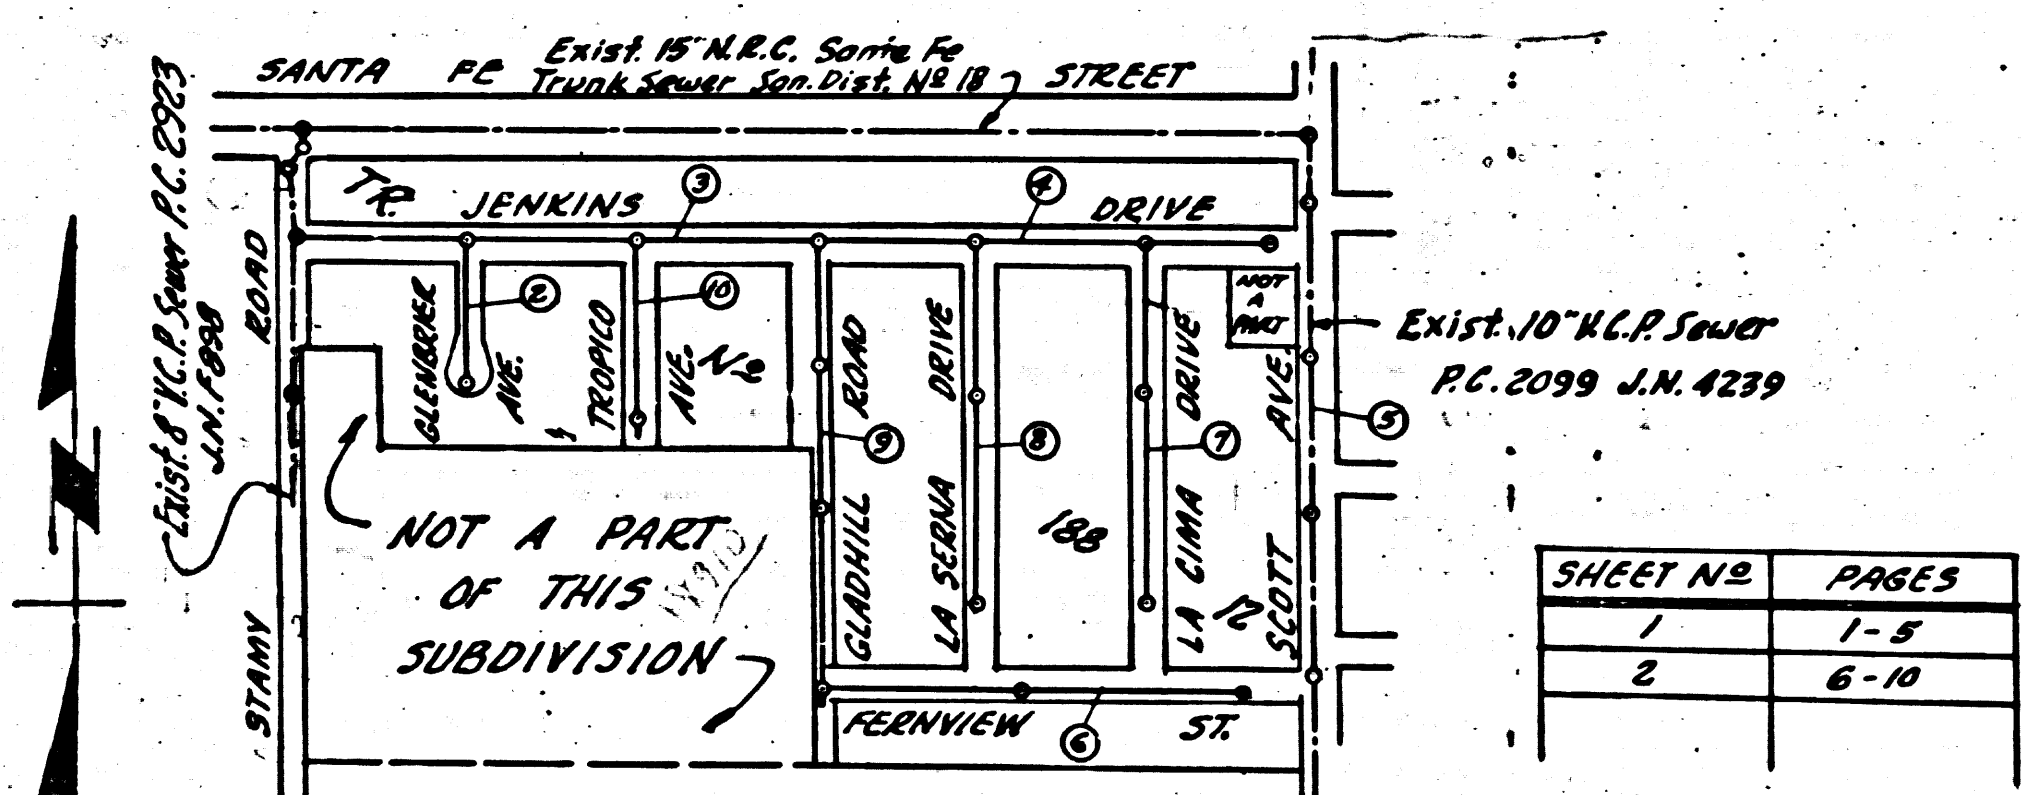 SANTA FE STREET
Exist. 15" N.R.C. Santa Fe
Trunk Sewer San. Dist. Nº 18
Exist. 8" V.C.P. Sewer P.C. 2923
J.N. F898
TR. JENKINS DRIVE
3
4
STAMY ROAD
GLENBRIER AVE.
2
TROPICO AVE.
10
Nº
GLADHILL ROAD
9
LA SERNA DRIVE
8
188
LA CIMA DRIVE
7
12
SCOTT AVE.
NOT
A
PART
Exist. 10" V.C.P. Sewer
P.C. 2099 J.N. 4239
5
NOT A PART
OF THIS
SUBDIVISION
FERNVIEW ST.
6
SHEET Nº PAGES
1 1-5
2 6-10